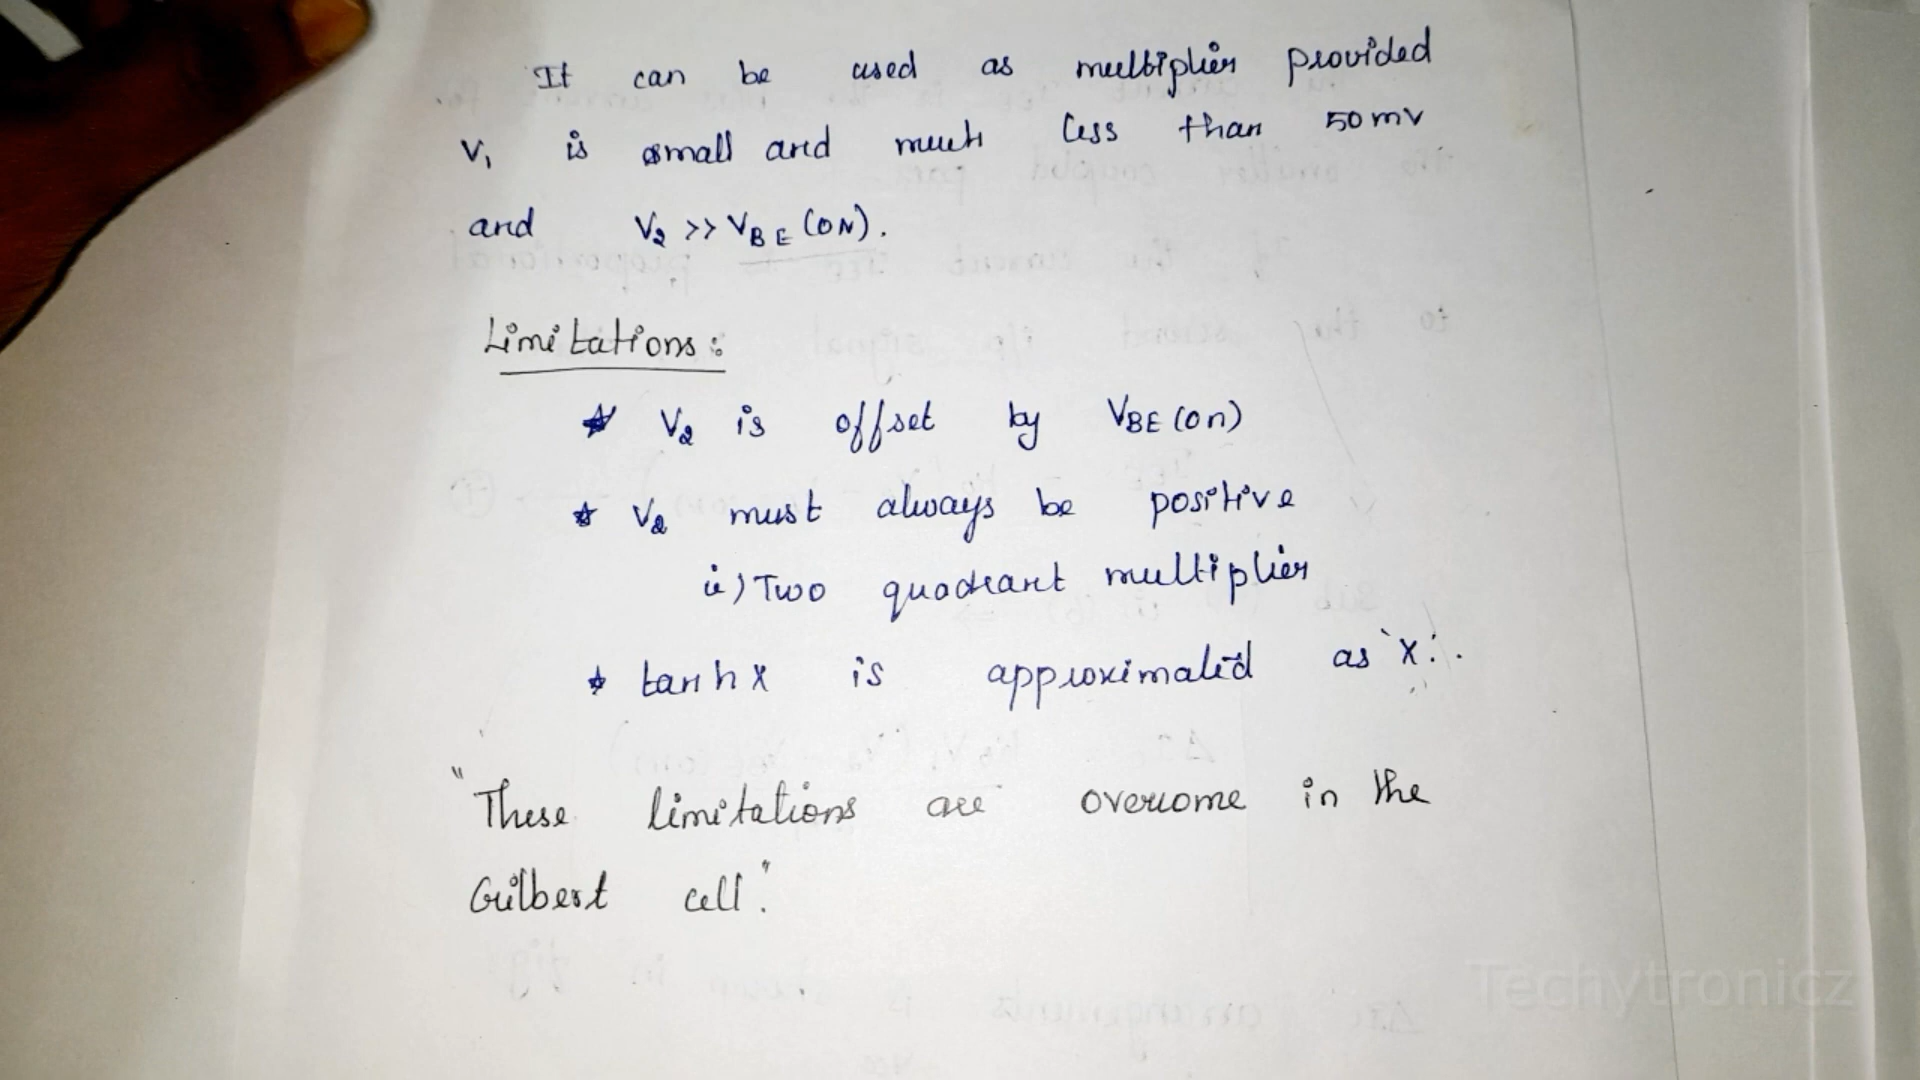 It can be used as multiplier provided
V₁ is small and much less than 50mv
and V₂ >> VBE (ON).
Limitations:
* V₂ is offset by VBE (on)
* V₂ must always be positive
ie) Two quadrant multiplier
* tanh x is approximated as `x'.
"These limitations are overcome in the
Gilbert cell".
Techytronicz